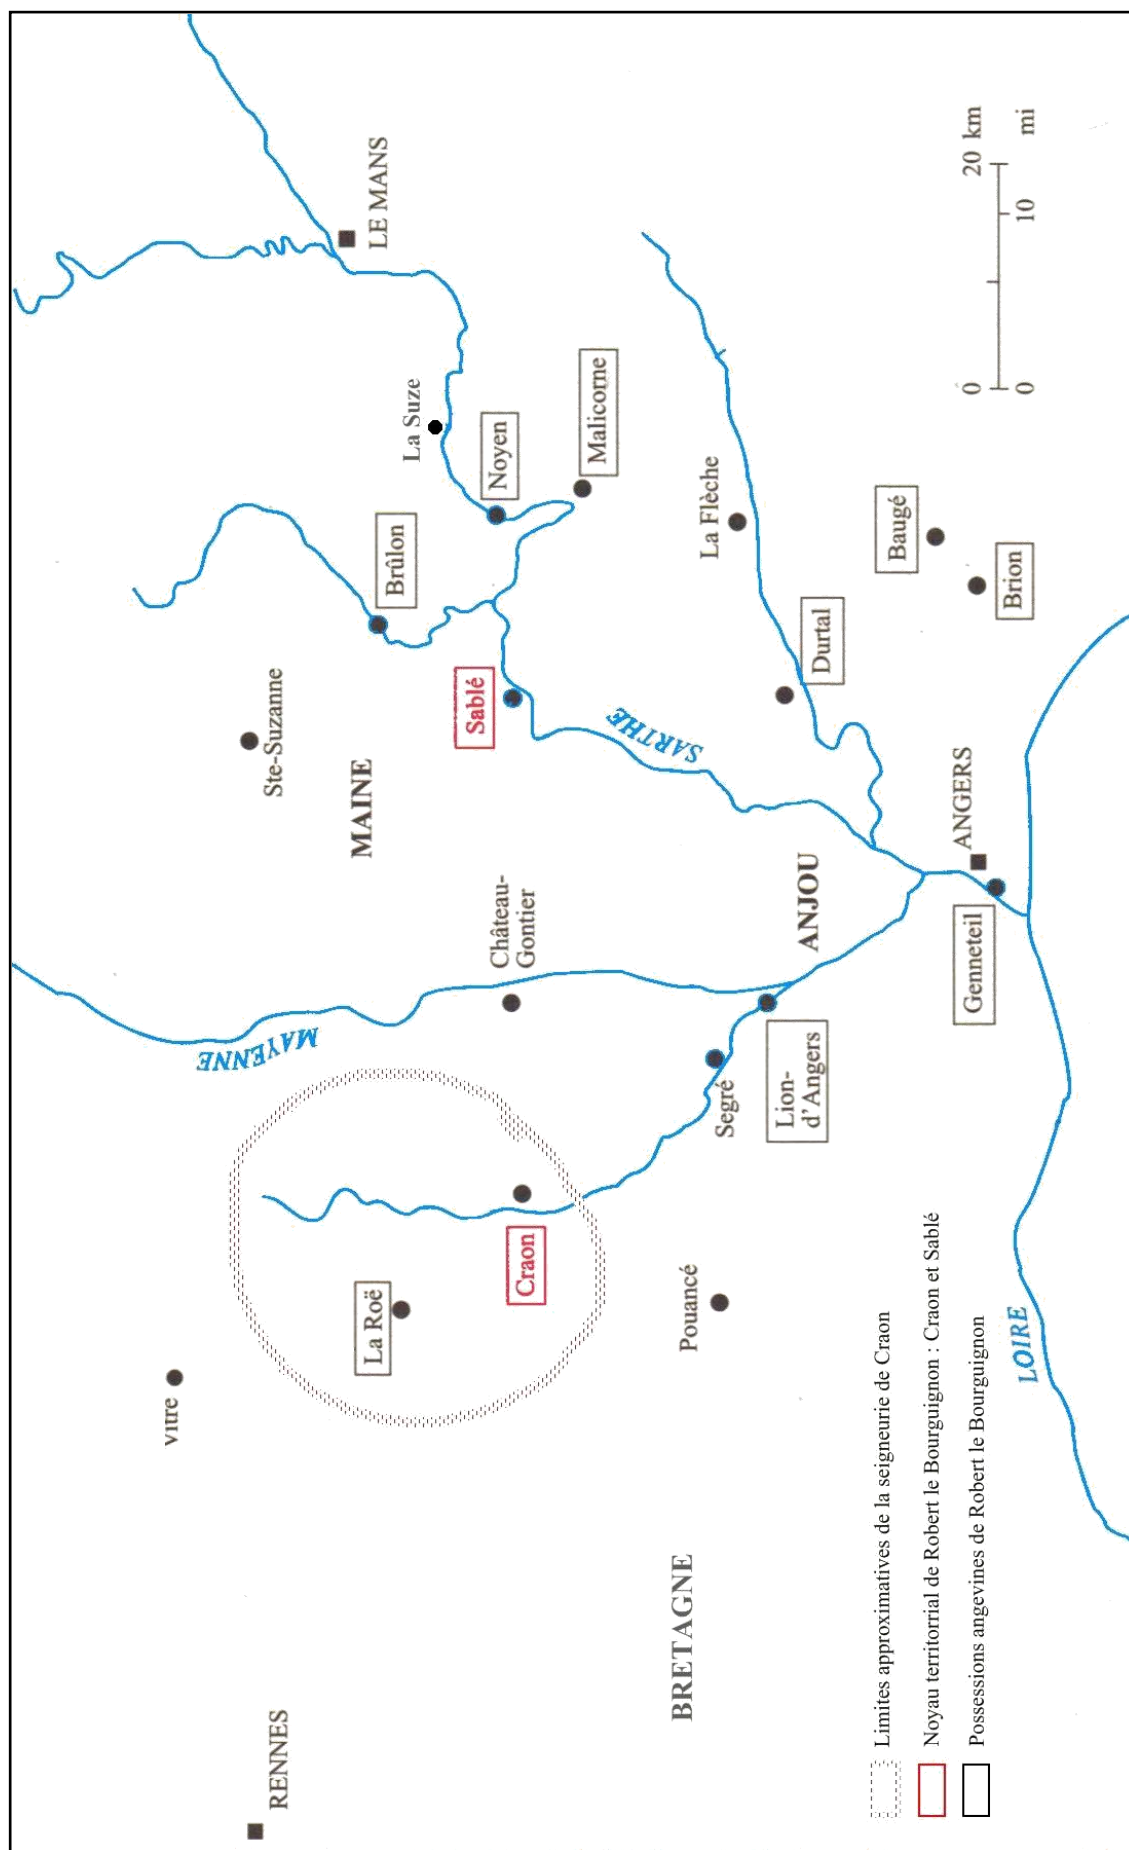 RENNES
Vitre
La Roë
Craon
Pouancé
BRETAGNE
MAYENNE
Château-
Gontier
Segré
Lion-
d'Angers
MAINE
Ste-Suzanne
Brûlon
Sablé
SARTHE
ANJOU
ANGERS
Genneteil
LOIRE
LE MANS
La Suze
Noyen
Malicorne
La Flèche
Durtal
Baugé
Brion
0 20 km
0 10 mi
Limites approximatives de la seigneurie de Craon
Noyau territorrial de Robert le Bourguignon : Craon et Sablé
Possessions angevines de Robert le Bourguignon